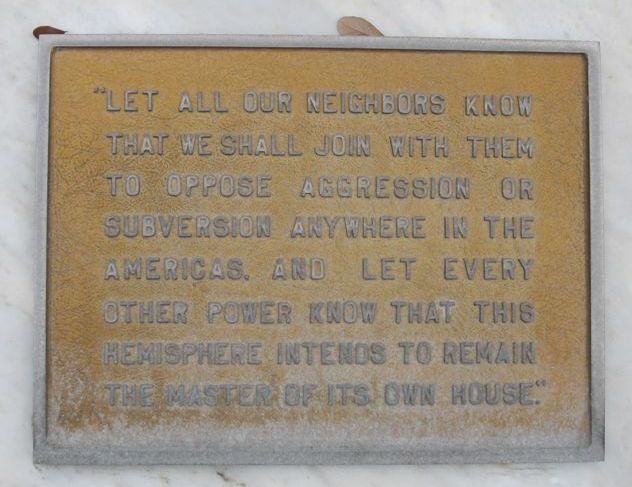 "LET ALL OUR NEIGHBORS KNOW
THAT WE SHALL JOIN WITH THEM
TO OPPOSE AGGRESSION OR
SUBVERSION ANYWHERE IN THE
AMERICAS. AND LET EVERY
OTHER POWER KNOW THAT THIS
HEMISPHERE INTENDS TO REMAIN
THE MASTER OF ITS OWN HOUSE."